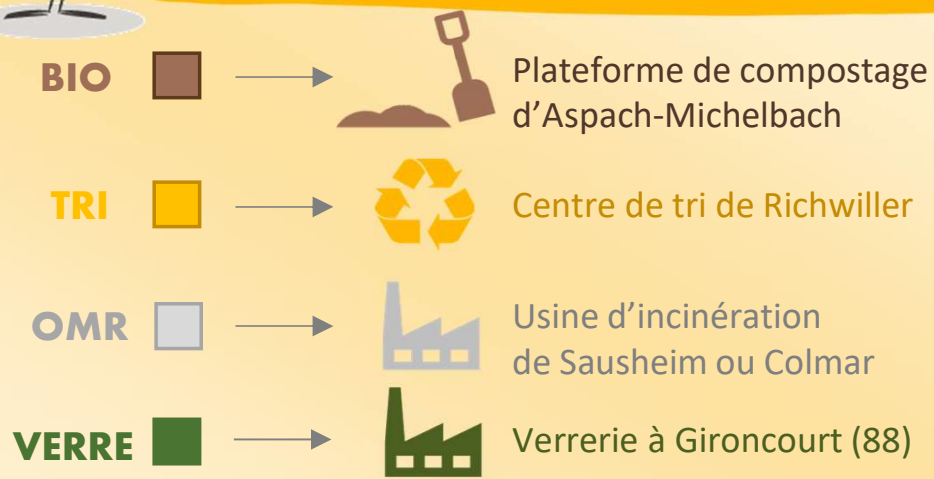 BIO
Plateforme de compostage
d’Aspach-Michelbach
TRI
Centre de tri de Richwiller
OMR
Usine d’incinération
de Sausheim ou Colmar
VERRE
Verrerie à Gironcourt (88)